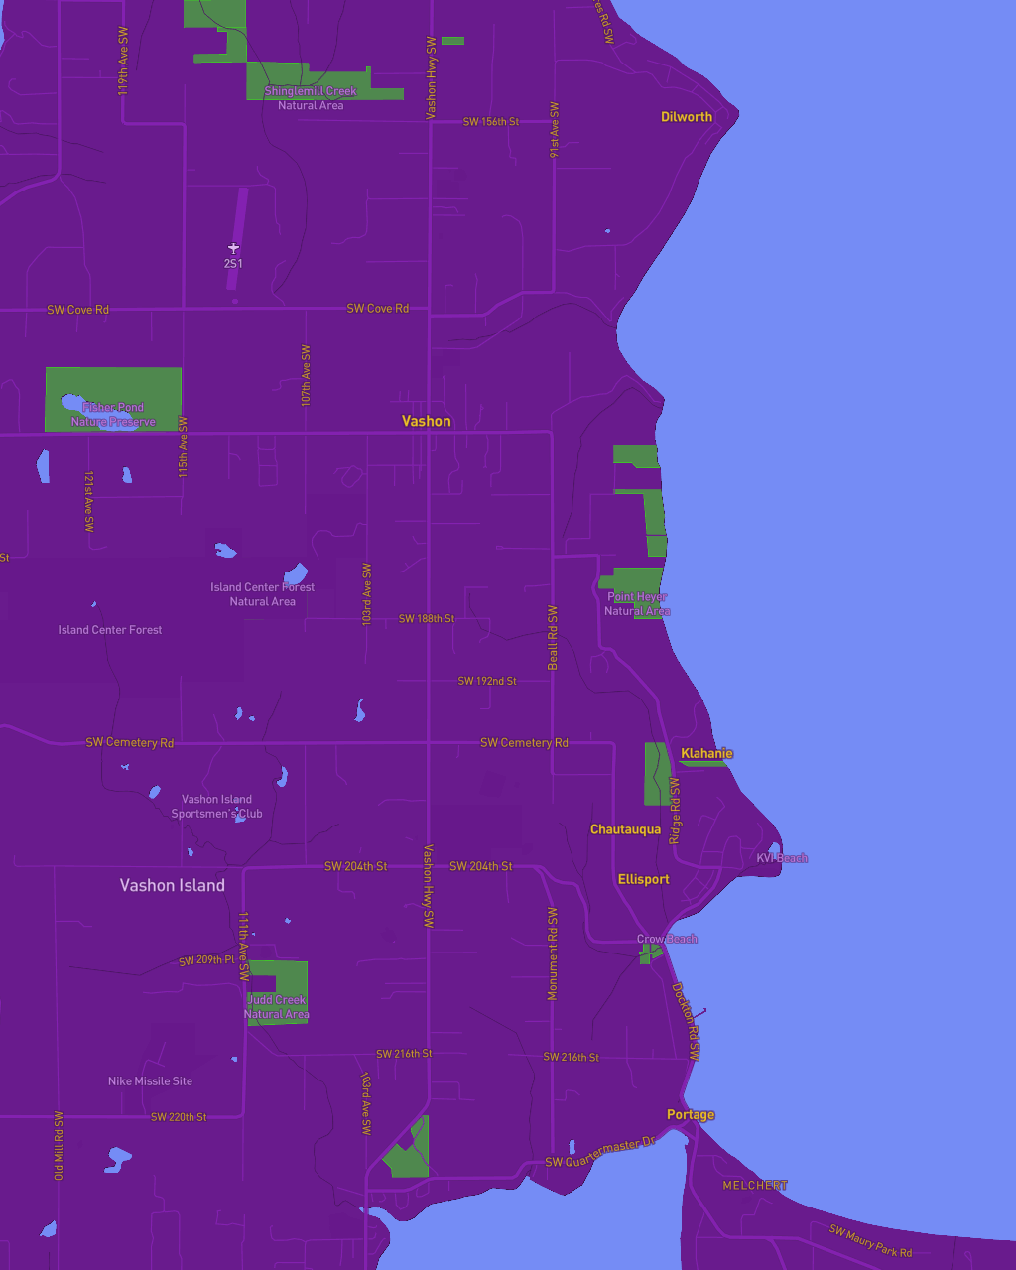 119th Ave SW
Vashon Hwy SW
Shinglemill Creek
Natural Area
SW 156th St
91st Ave SW
Dilworth
2S1
SW Cove Rd
SW Cove Rd
107th Ave SW
Fisher Pond
Nature Preserve
115th Ave SW
Vashon
121st Ave SW
St
Island Center Forest
Natural Area
Island Center Forest
103rd Ave SW
SW 188th St
Beall Rd SW
Point Heyer
Natural Area
SW 192nd St
SW Cemetery Rd
SW Cemetery Rd
Klahanie
Ridge Rd SW
Vashon Island
Sportsmen's Club
Chautauqua
KVI Beach
SW 204th St
SW 204th St
Vashon Hwy SW
Vashon Island
Ellisport
111th Ave SW
Monument Rd SW
Crow Beach
SW 209th Pl
Judd Creek
Natural Area
Dockton Rd SW
SW 216th St
SW 216th St
Nike Missile Site
103rd Ave SW
SW 220th St
Old Mill Rd SW
Portage
SW Quartermaster Dr
MELCHERT
SW Maury Park Rd